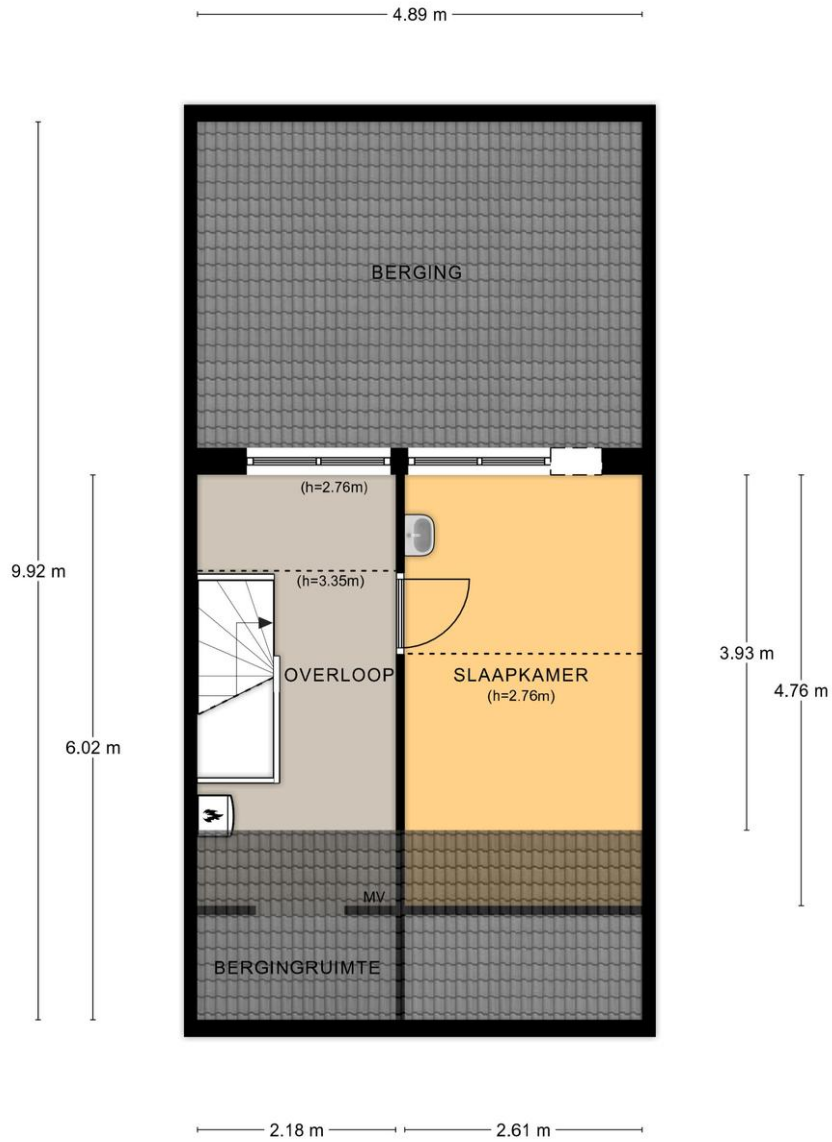 4.89 m
BERGING
(h=2.76m)
(h=3.35m)
9.92 m
3.93 m
OVERLOOP
SLAAPKAMER
(h=2.76m)
4.76 m
6.02 m
MV
BERGINGRUIMTE
2.18 m
2.61 m